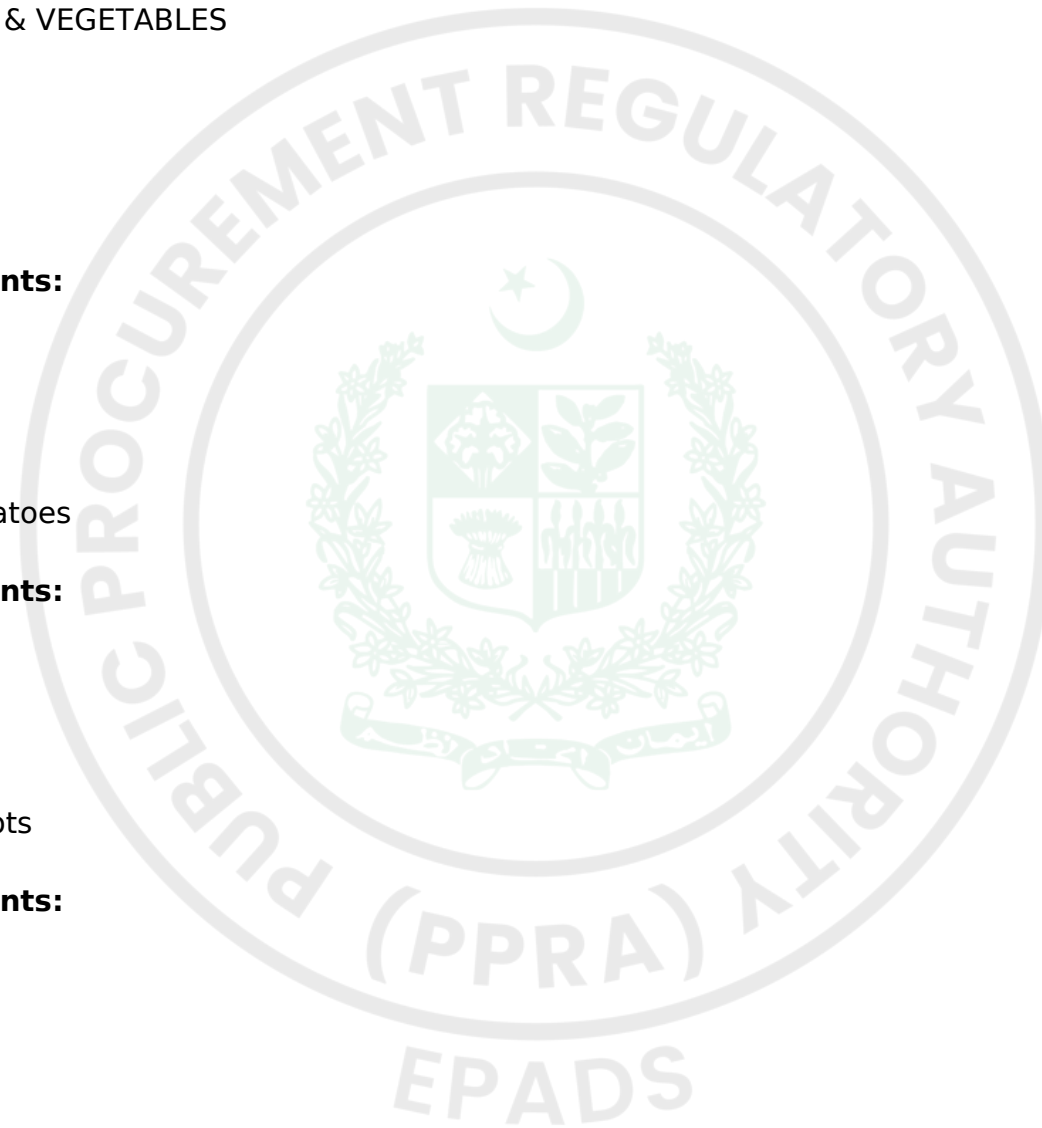 & VEGETABLES
nts:
atoes
nts:
ots
nts:
PUBLIC PROCUREMENT REGULATORY AUTHORITY
(PPRA)
EPADS